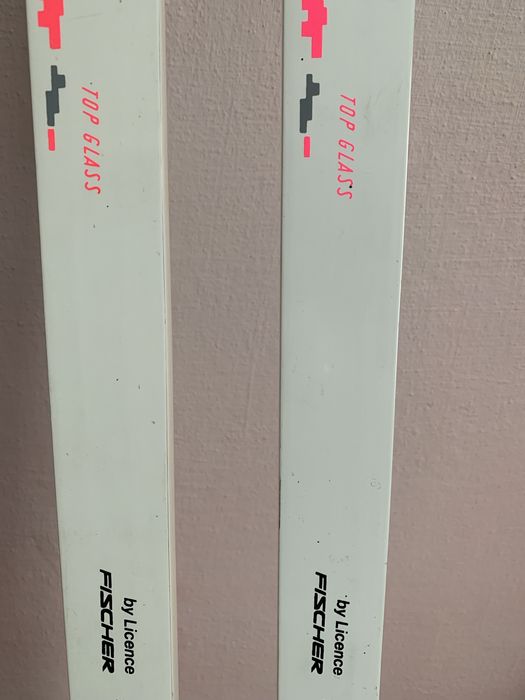 TOP GLASS
by Licence
FISCHER
TOP GLASS
by Licence
FISCHER